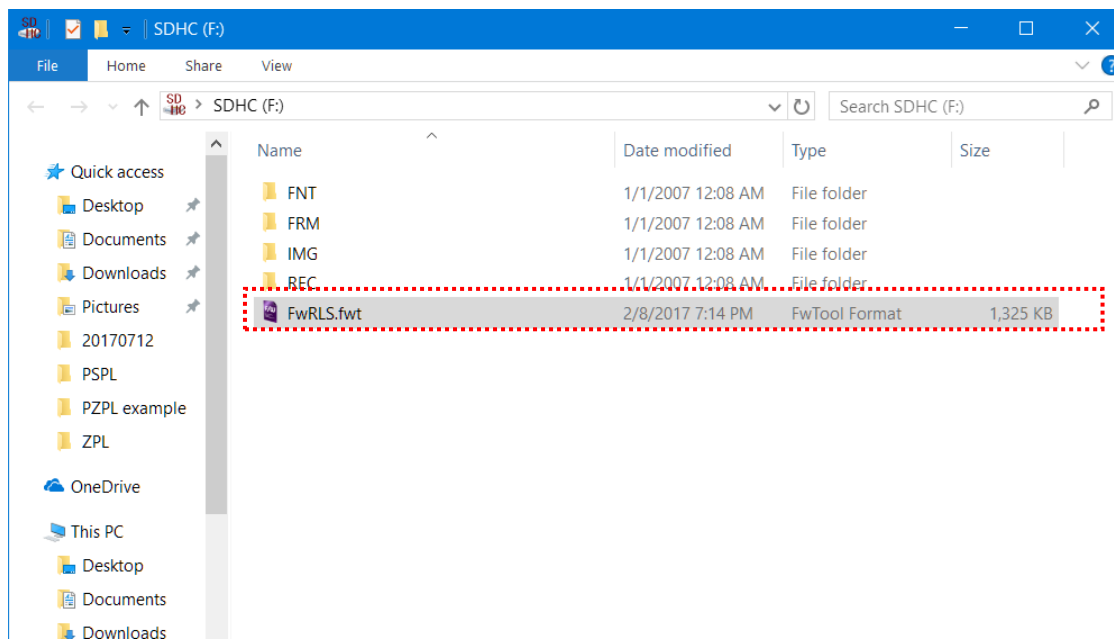 SD HC SDHC (F:)
File Home Share View ?
SD HC > SDHC (F:) Search SDHC (F:)
Name Date modified Type Size
Quick access
Desktop
Documents
Downloads
Pictures
20170712
PSPL
PZPL example
ZPL
OneDrive
This PC
Desktop
Documents
Downloads
FNT 1/1/2007 12:08 AM File folder
FRM 1/1/2007 12:08 AM File folder
IMG 1/1/2007 12:08 AM File folder
REC 1/1/2007 12:08 AM File folder
FwRLS.fwt 2/8/2017 7:14 PM FwTool Format 1,325 KB